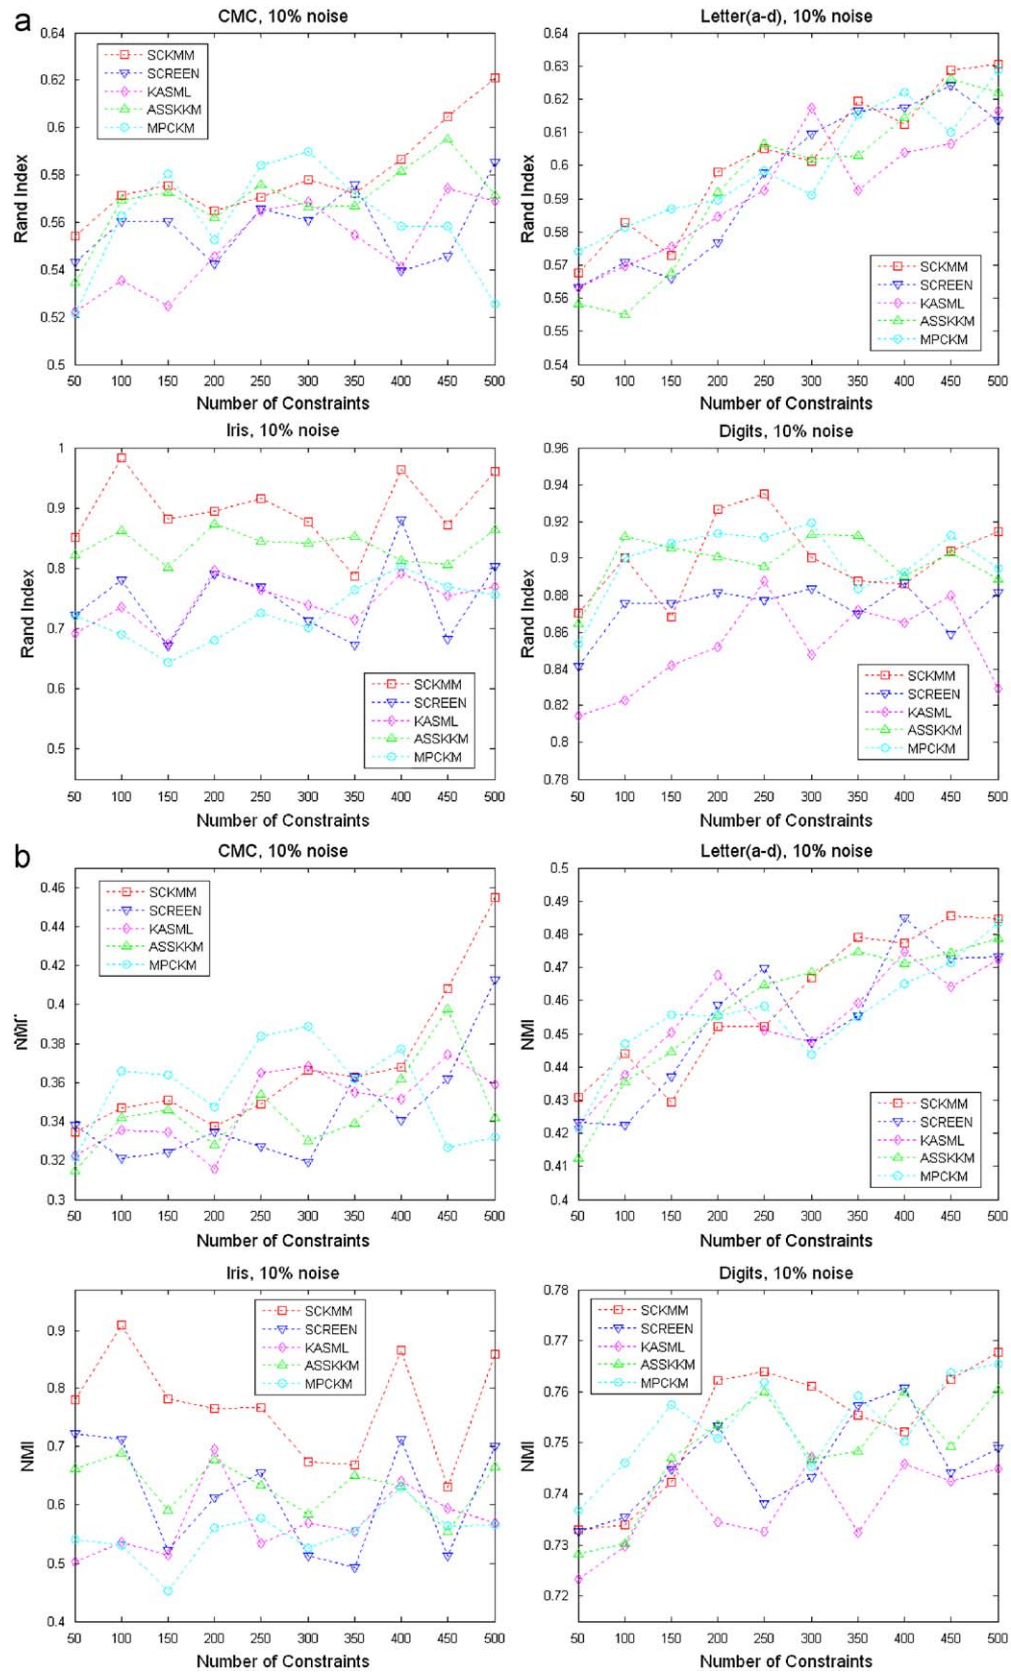 a
CMC, 10% noise
0.64
0.62
0.6
0.58
0.56
0.54
0.52
0.5
Rand Index
SCKMM
SCREEN
KASML
ASSKKM
MPCKM
50 100 150 200 250 300 350 400 450 500
Number of Constraints
Letter(a-d), 10% noise
0.64
0.63
0.62
0.61
0.6
0.59
0.58
0.57
0.56
0.55
0.54
Rand Index
SCKMM
SCREEN
KASML
ASSKKM
MPCKM
50 100 150 200 250 300 350 400 450 500
Number of Constraints
Iris, 10% noise
1
0.9
0.8
0.7
0.6
0.5
Rand Index
SCKMM
SCREEN
KASML
ASSKKM
MPCKM
50 100 150 200 250 300 350 400 450 500
Number of Constraints
Digits, 10% noise
0.96
0.94
0.92
0.9
0.88
0.86
0.84
0.82
0.8
0.78
Rand Index
SCKMM
SCREEN
KASML
ASSKKM
MPCKM
50 100 150 200 250 300 350 400 450 500
Number of Constraints
b
CMC, 10% noise
0.46
0.44
0.42
0.4
0.38
0.36
0.34
0.32
0.3
NMI
SCKMM
SCREEN
KASML
ASSKKM
MPCKM
50 100 150 200 250 300 350 400 450 500
Number of Constraints
Letter(a-d), 10% noise
0.5
0.49
0.48
0.47
0.46
0.45
0.44
0.43
0.42
0.41
0.4
NMI
SCKMM
SCREEN
KASML
ASSKKM
MPCKM
50 100 150 200 250 300 350 400 450 500
Number of Constraints
Iris, 10% noise
0.9
0.8
0.7
0.6
0.5
0.4
NMI
SCKMM
SCREEN
KASML
ASSKKM
MPCKM
50 100 150 200 250 300 350 400 450 500
Number of Constraints
Digits, 10% noise
0.78
0.77
0.76
0.75
0.74
0.73
0.72
NMI
SCKMM
SCREEN
KASML
ASSKKM
MPCKM
50 100 150 200 250 300 350 400 450 500
Number of Constraints